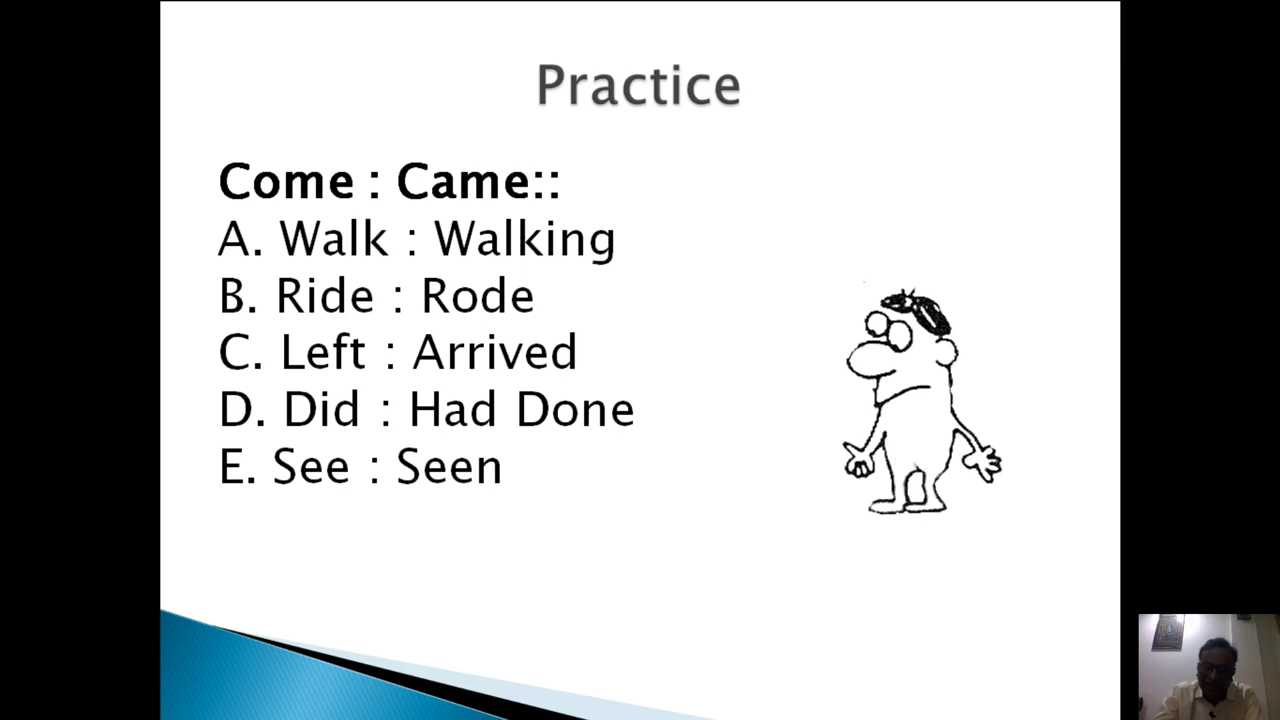 Practice
Come : Came::
A. Walk : Walking
B. Ride : Rode
C. Left : Arrived
D. Did : Had Done
E. See : Seen